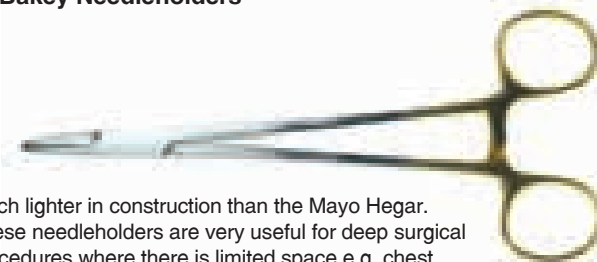 Bakey Needleholders
ch lighter in construction than the Mayo Hegar.
ese needleholders are very useful for deep surgical
cedures where there is limited space e.g. chest